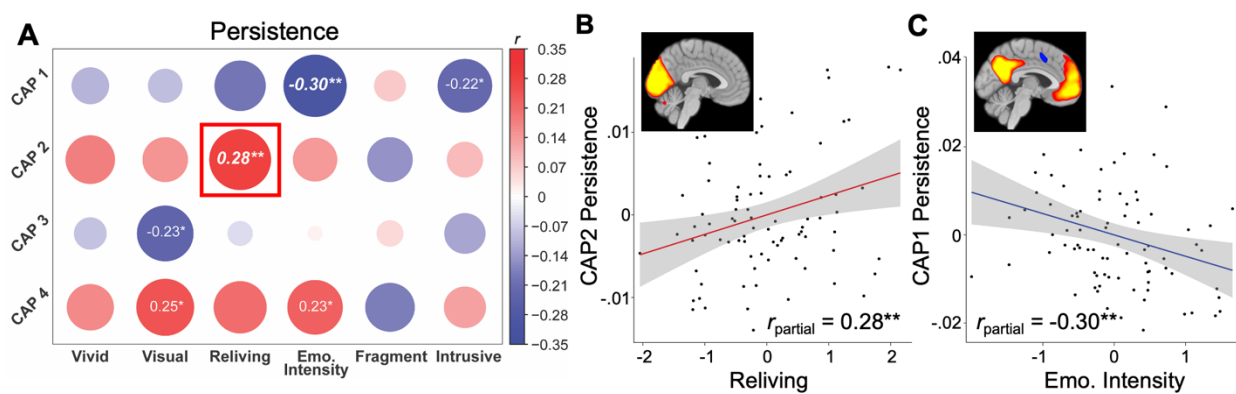 A
Persistence
r
CAP 1
-0.30**
-0.22*
CAP 2
0.28**
CAP 3
-0.23*
CAP 4
0.25*
0.23*
Vivid Visual Reliving Emo. Intensity Fragment Intrusive
0.35
0.28
0.21
0.14
0.07
0
−0.07
−0.14
−0.21
−0.28
−0.35
B
CAP2 Persistence
.01
0
-.01
rpartial = 0.28**
-2 -1 0 1 2
Reliving
C
CAP1 Persistence
.04
.02
0
-.02
rpartial = -0.30**
-1 0 1
Emo. Intensity